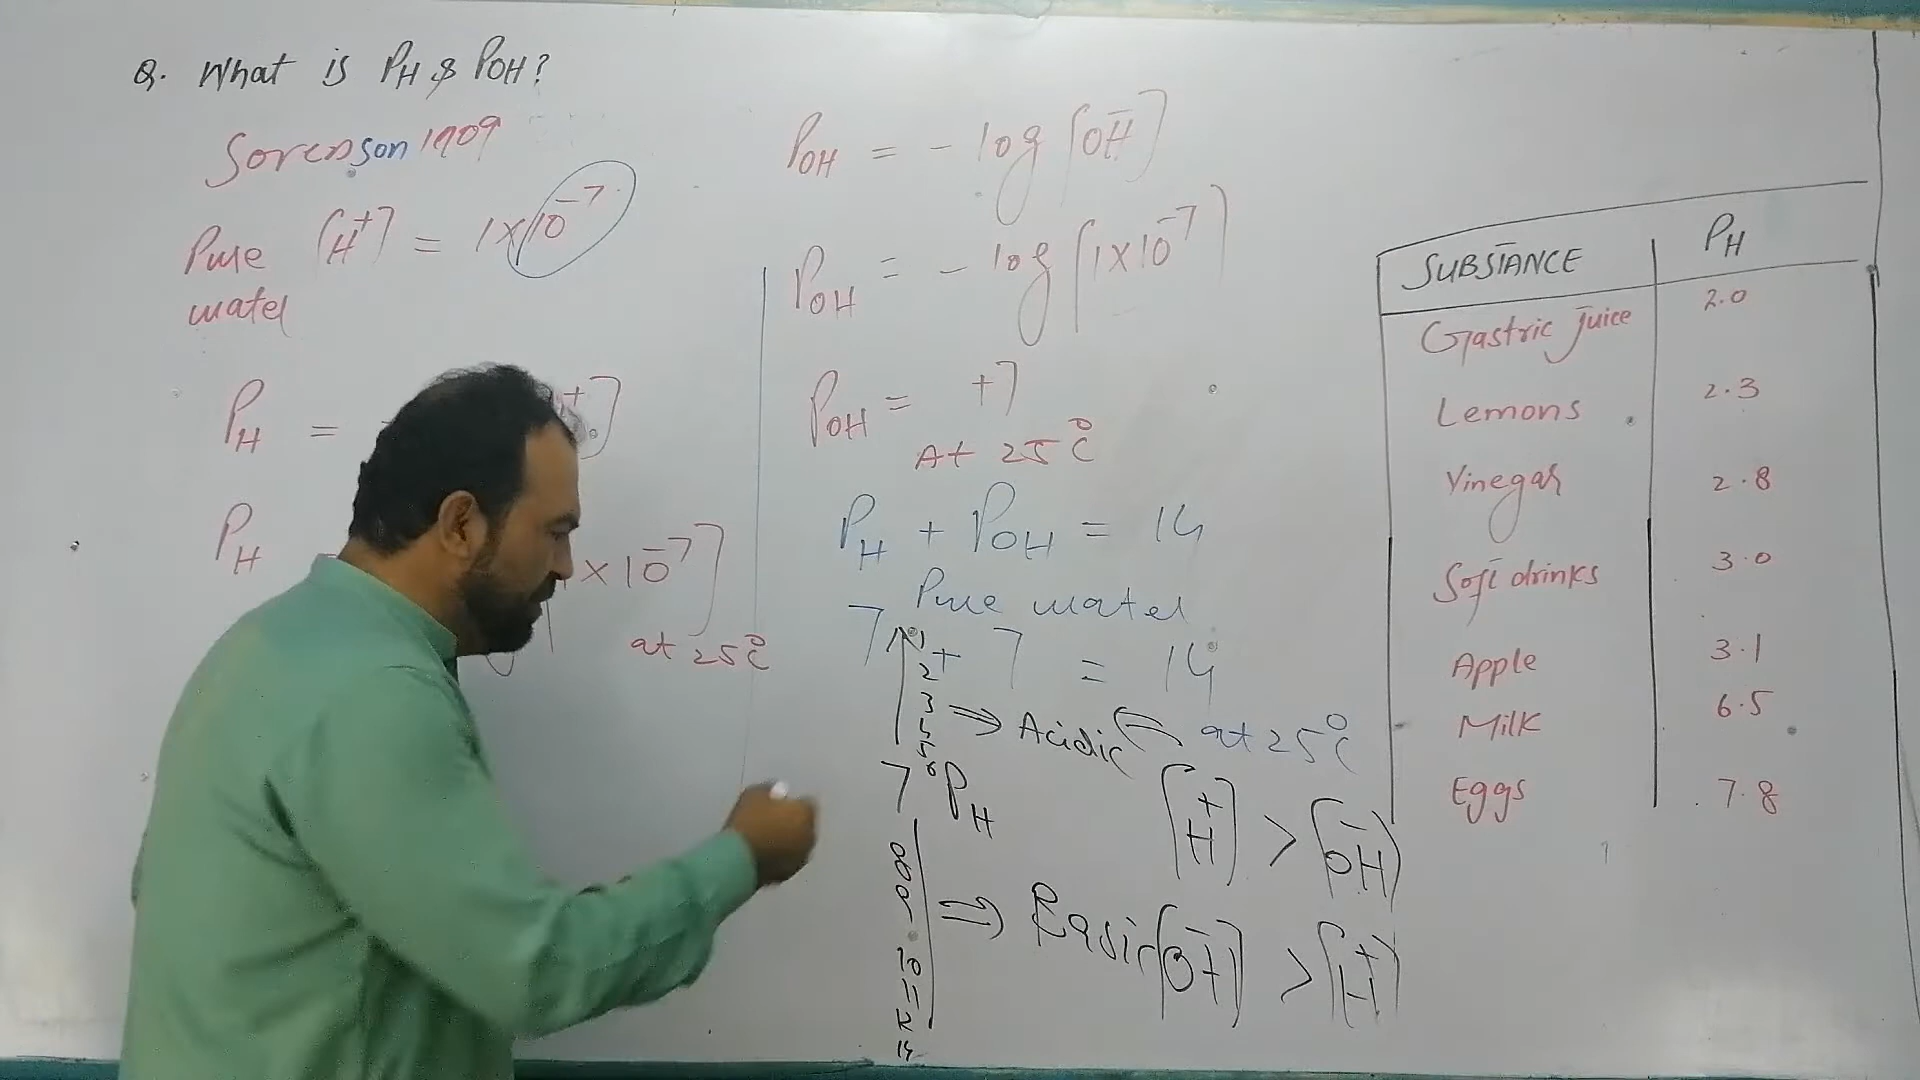 Q. What is PH & POH?
Sorenson 1909
Pure [H+] = 1×10^-7
water
PH =
PH × 10^-7]
at 25°C
POH = - log [OH-]
POH = - log [1×10^-7]
POH = +7
At 25°C
PH + POH = 14
Pure water
7 + 7 = 14
at 25°C
1
2
3 ⇒ Acidic
6
7 PH
[H+] > [OH-]
8
9
⇒ Basic [OH-] > [H+]
10
11
12
14
SUBSTANCE PH
Gastric juice 2.0
Lemons 2.3
Vinegar 2.8
Soft drinks 3.0
Apple 3.1
Milk 6.5
Eggs 7.8